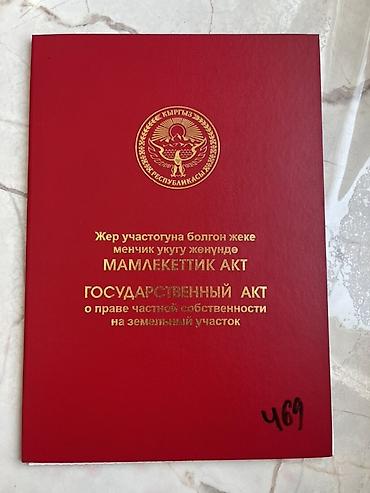 КЫРГЫЗ
РЕСПУБЛИКАСЫ
Жер участогуна болгон жеке
менчик укугу жөнүндө
МАМЛЕКЕТТИК АКТ
ГОСУДАРСТВЕННЫЙ АКТ
о праве частной собственности
на земельный участок
469